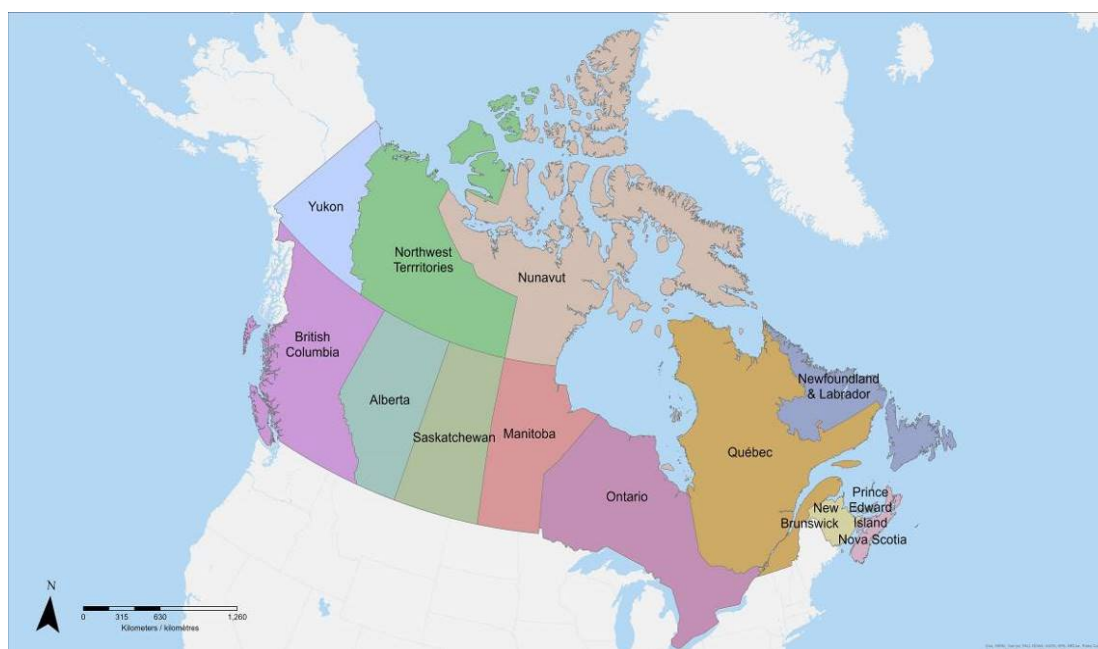 Yukon
Northwest
Terrritories
Nunavut
British
Columbia
Alberta
Saskatchewan
Manitoba
Ontario
Québec
Newfoundland
& Labrador
New
Brunswick
Prince
Edward
Island
Nova Scotia
N
0 315 630 1,260
Kilometers / kilomètres